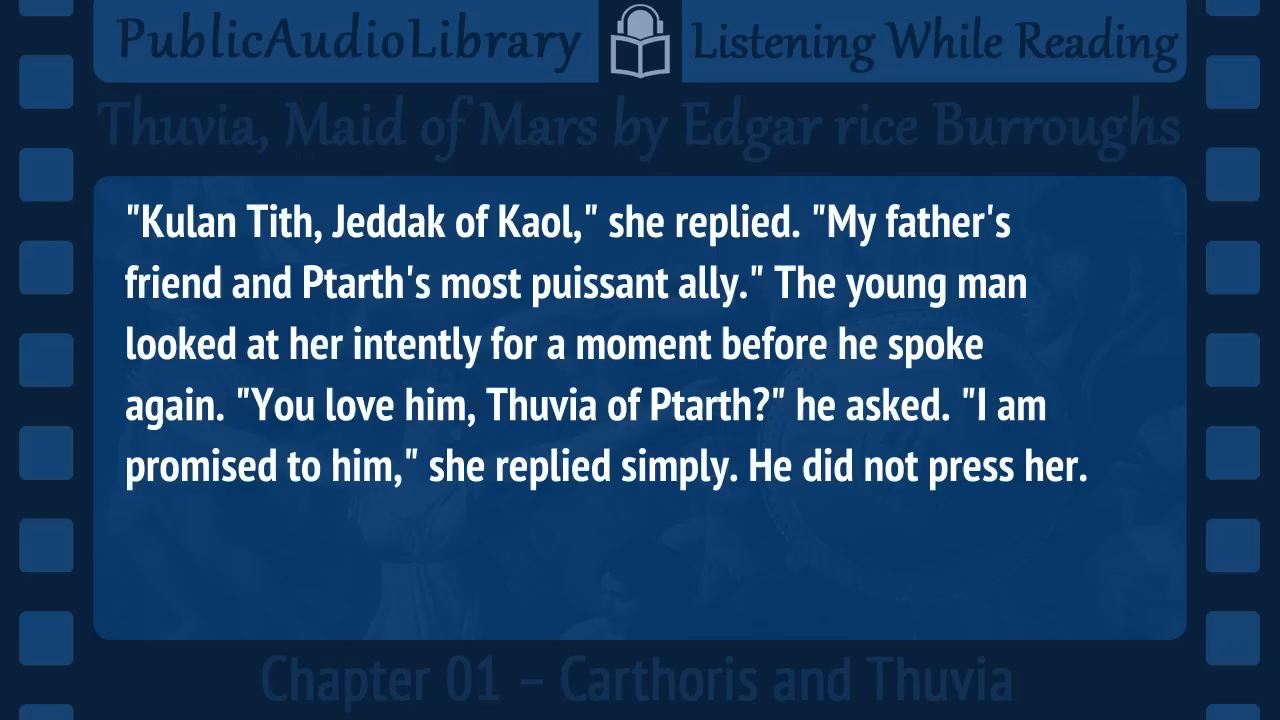 PublicAudioLibrary Listening While Reading
Thuvia, Maid of Mars by Edgar rice Burroughs
"Kulan Tith, Jeddak of Kaol," she replied. "My father's
friend and Ptarth's most puissant ally." The young man
looked at her intently for a moment before he spoke
again. "You love him, Thuvia of Ptarth?" he asked. "I am
promised to him," she replied simply. He did not press her.
Chapter 01 – Carthoris and Thuvia